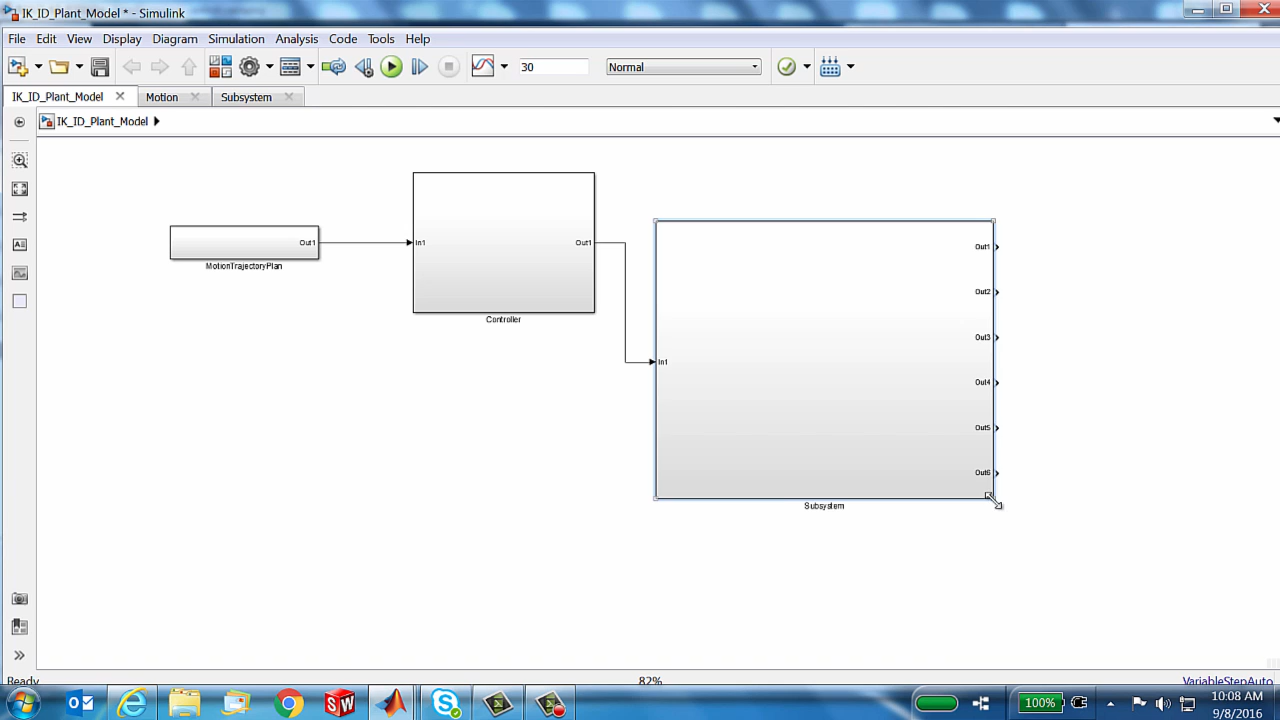 IK_ID_Plant_Model * - Simulink
File Edit View Display Diagram Simulation Analysis Code Tools Help
30 Normal
IK_ID_Plant_Model Motion Subsystem
IK_ID_Plant_Model
Out1
MotionTrajectoryPlan
In1 Out1
Controller
In1
Out1
Out2
Out3
Out4
Out5
Out6
Subsystem
Ready 82% VariableStepAuto
SW 100% 10:08 AM
9/8/2016